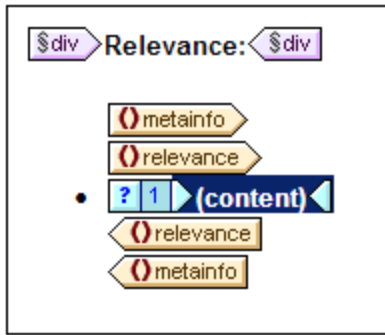 §div Relevance: §div
() metainfo
() relevance
• ? 1 (content)
() relevance
() metainfo